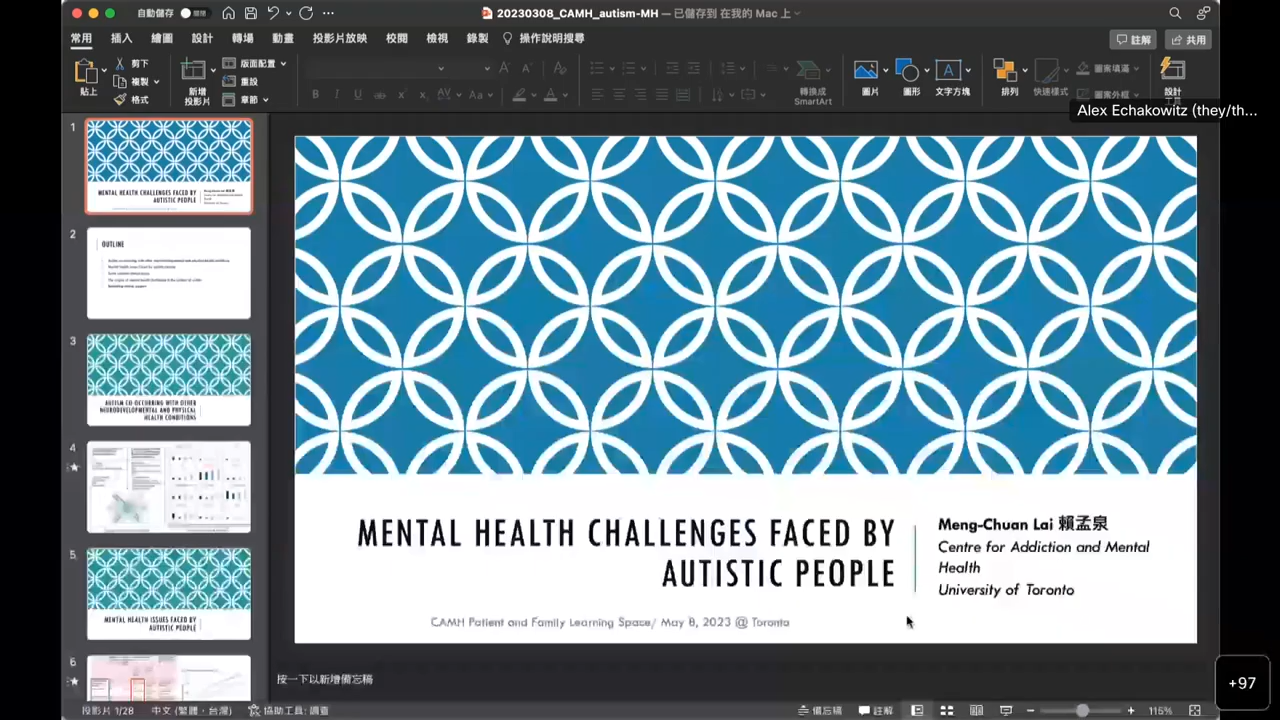 自動儲存
20230308_CAMH_autism-MH — 已儲存到 在我的 Mac 上
常用 插入 繪圖 設計 轉場 動畫 投影片放映 校閱 檢視 錄製 操作說明搜尋
註解 共用
貼上
剪下
複製
格式
新增
投影片
版面配置
重設
章節
轉換成
SmartArt
圖片
圖形
文字方塊
排列
快速樣式
圖案填滿
圖案外框
設計
Alex Echakowitz (they/th...
1
MENTAL HEALTH CHALLENGES FACED BY
AUTISTIC PEOPLE
2
OUTLINE
3
AUTISM CO-OCCURRING WITH OTHER
NEURODEVELOPMENTAL AND PHYSICAL
HEALTH CONDITIONS
4
5
MENTAL HEALTH ISSUES FACED BY
AUTISTIC PEOPLE
6
MENTAL HEALTH CHALLENGES FACED BY
AUTISTIC PEOPLE
Meng-Chuan Lai 賴孟泉
Centre for Addiction and Mental
Health
University of Toronto
CAMH Patient and Family Learning Space/ May 8, 2023 @ Toronto
按一下以新增備忘稿
+97
投影片 1/28 中文 (繁體，台灣) 協助工具: 調查
備忘稿 註解 115%